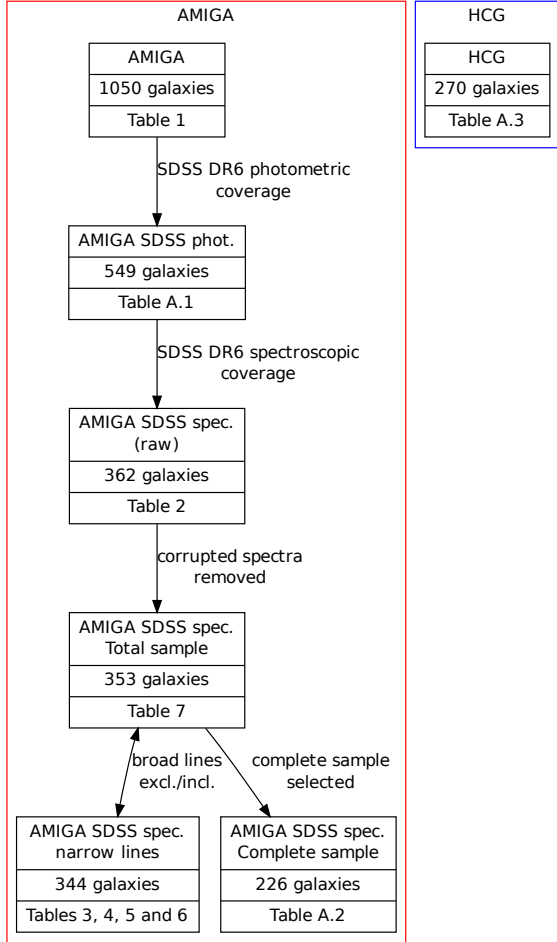 AMIGA
AMIGA
1050 galaxies
Table 1
SDSS DR6 photometric
coverage
AMIGA SDSS phot.
549 galaxies
Table A.1
SDSS DR6 spectroscopic
coverage
AMIGA SDSS spec.
(raw)
362 galaxies
Table 2
corrupted spectra
removed
AMIGA SDSS spec.
Total sample
353 galaxies
Table 7
broad lines
excl./incl.
complete sample
selected
AMIGA SDSS spec.
narrow lines
344 galaxies
Tables 3, 4, 5 and 6
AMIGA SDSS spec.
Complete sample
226 galaxies
Table A.2
HCG
HCG
270 galaxies
Table A.3